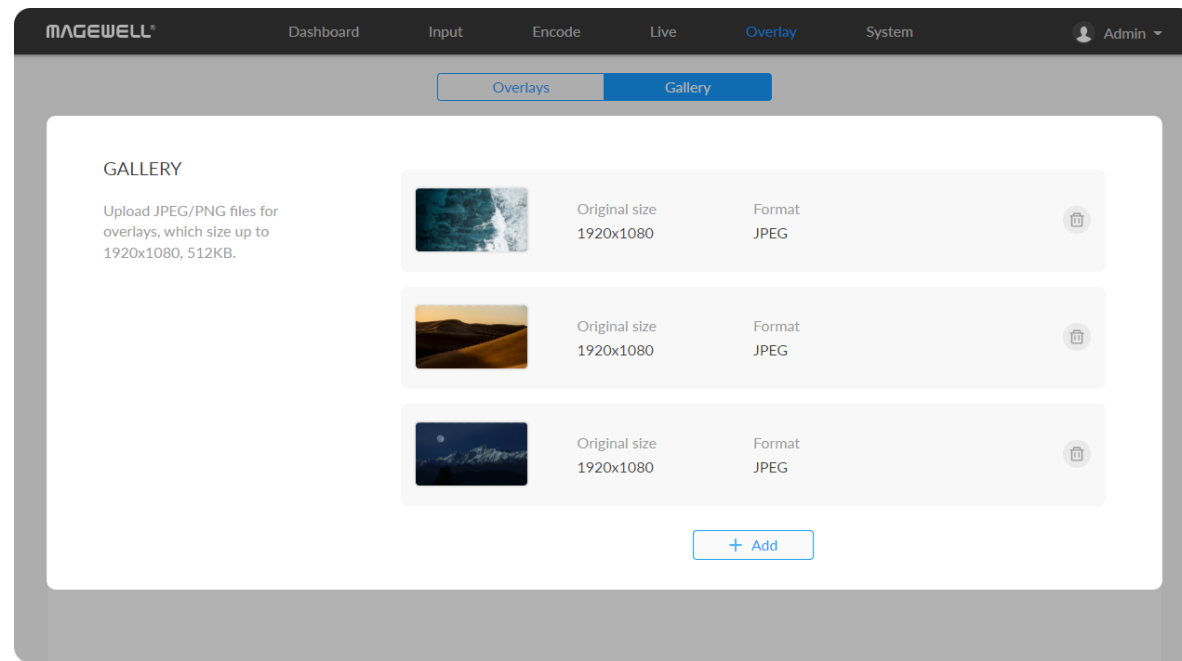 MAGEWELL®
Dashboard Input Encode Live Overlay System Admin
Overlays Gallery
GALLERY
Upload JPEG/PNG files for
overlays, which size up to
1920x1080, 512KB.
Original size Format
1920x1080 JPEG
Original size Format
1920x1080 JPEG
Original size Format
1920x1080 JPEG
+ Add